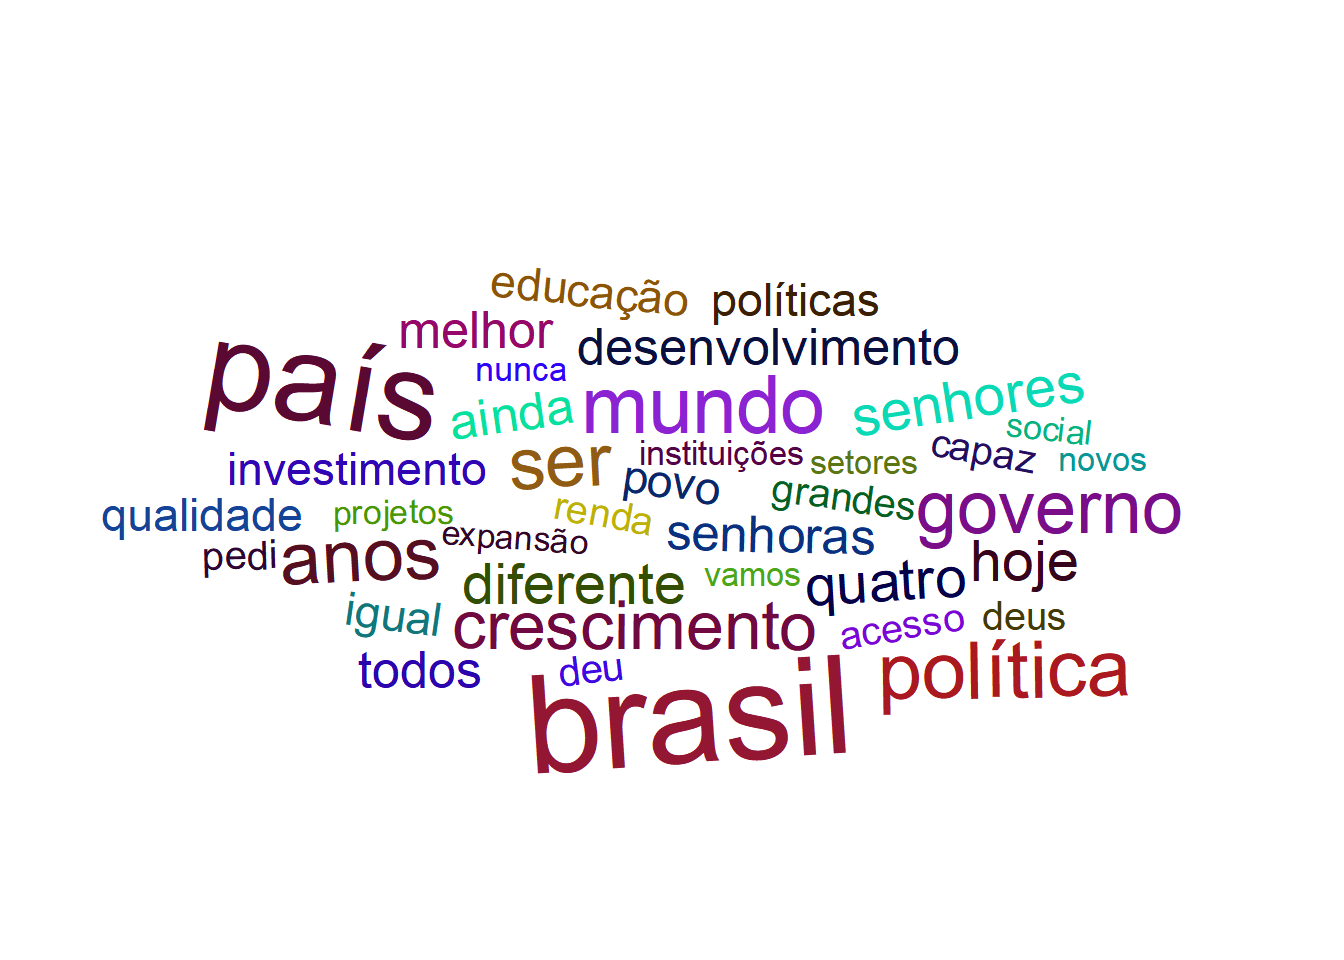 educação
políticas
melhor
desenvolvimento
país
nunca
mundo
senhores
ainda
social
investimento
ser
instituições
setores
capaz
novos
povo
grandes
governo
qualidade
projetos
renda
senhoras
pedi
anos
expansão
hoje
diferente
vamos
quatro
igual
crescimento
acesso
deus
todos
deu
brasil
política